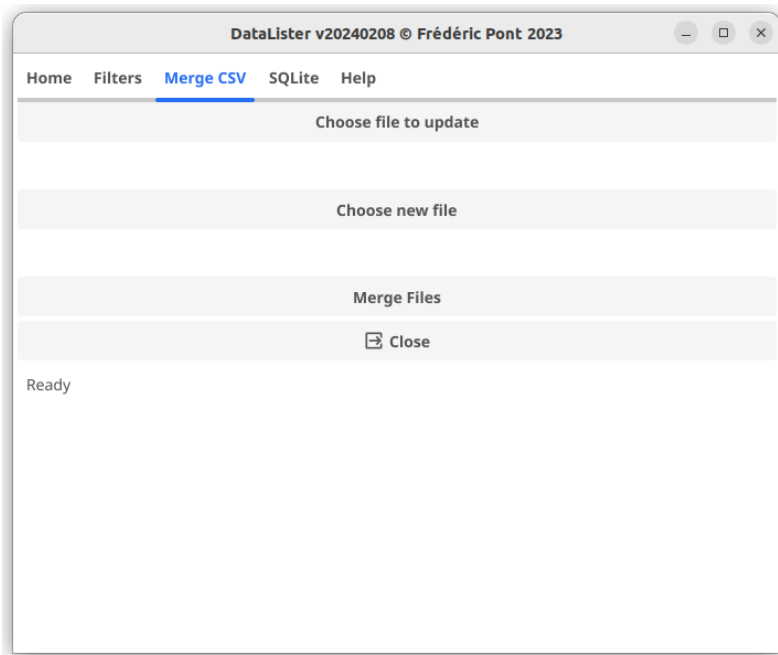 DataLister v20240208 © Frédéric Pont 2023
Home Filters Merge CSV SQLite Help
Choose file to update
Choose new file
Merge Files
Close
Ready